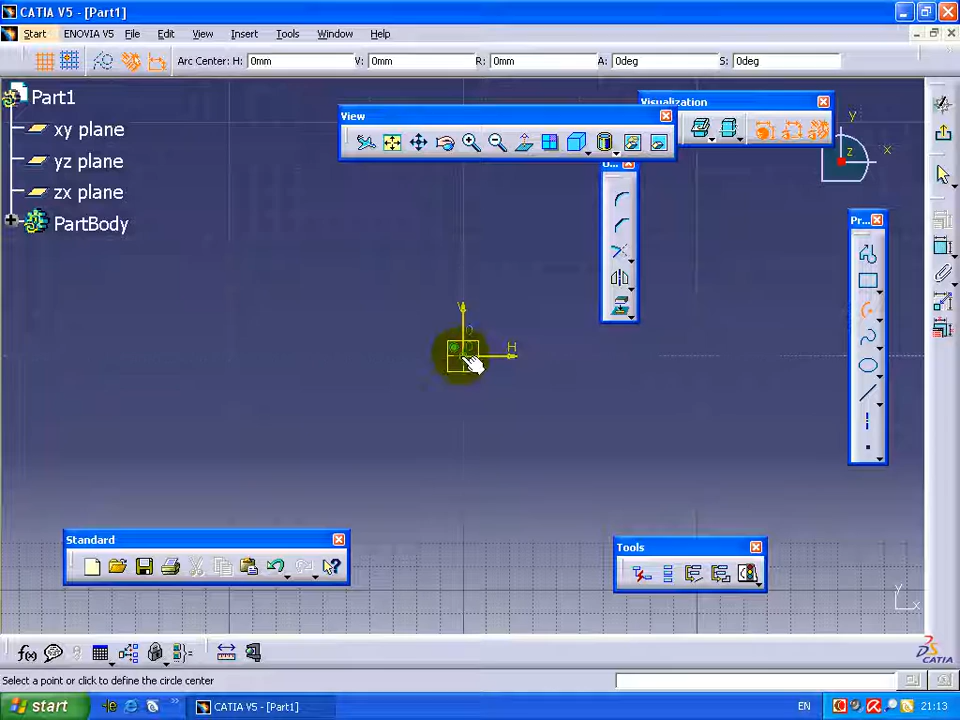 CATIA V5 - [Part1]
Start ENOVIA V5 File Edit View Insert Tools Window Help
Arc Center: H: 0mm V: 0mm R: 0mm A: 0deg S: 0deg
Part1
xy plane
yz plane
zx plane
PartBody
View
Visualization
y
z
x
Pr...
V
H
Standard
Tools
f(x)
Y
x
CATIA
Select a point or click to define the circle center
start
CATIA V5 - [Part1]
EN
21:13